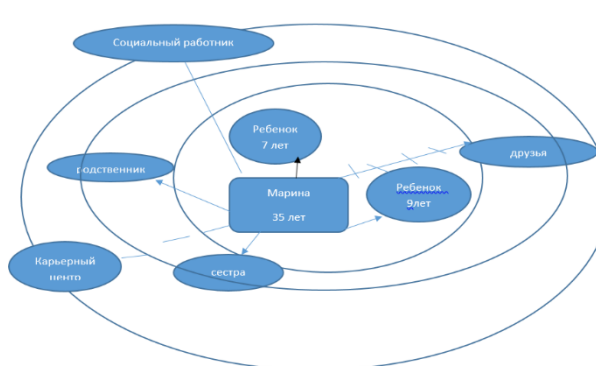 Социальный работник
Ребенок
7 лет
друзья
родственник
Марина
35 лет
Ребенок
9лет
Карьерный
центр
сестра